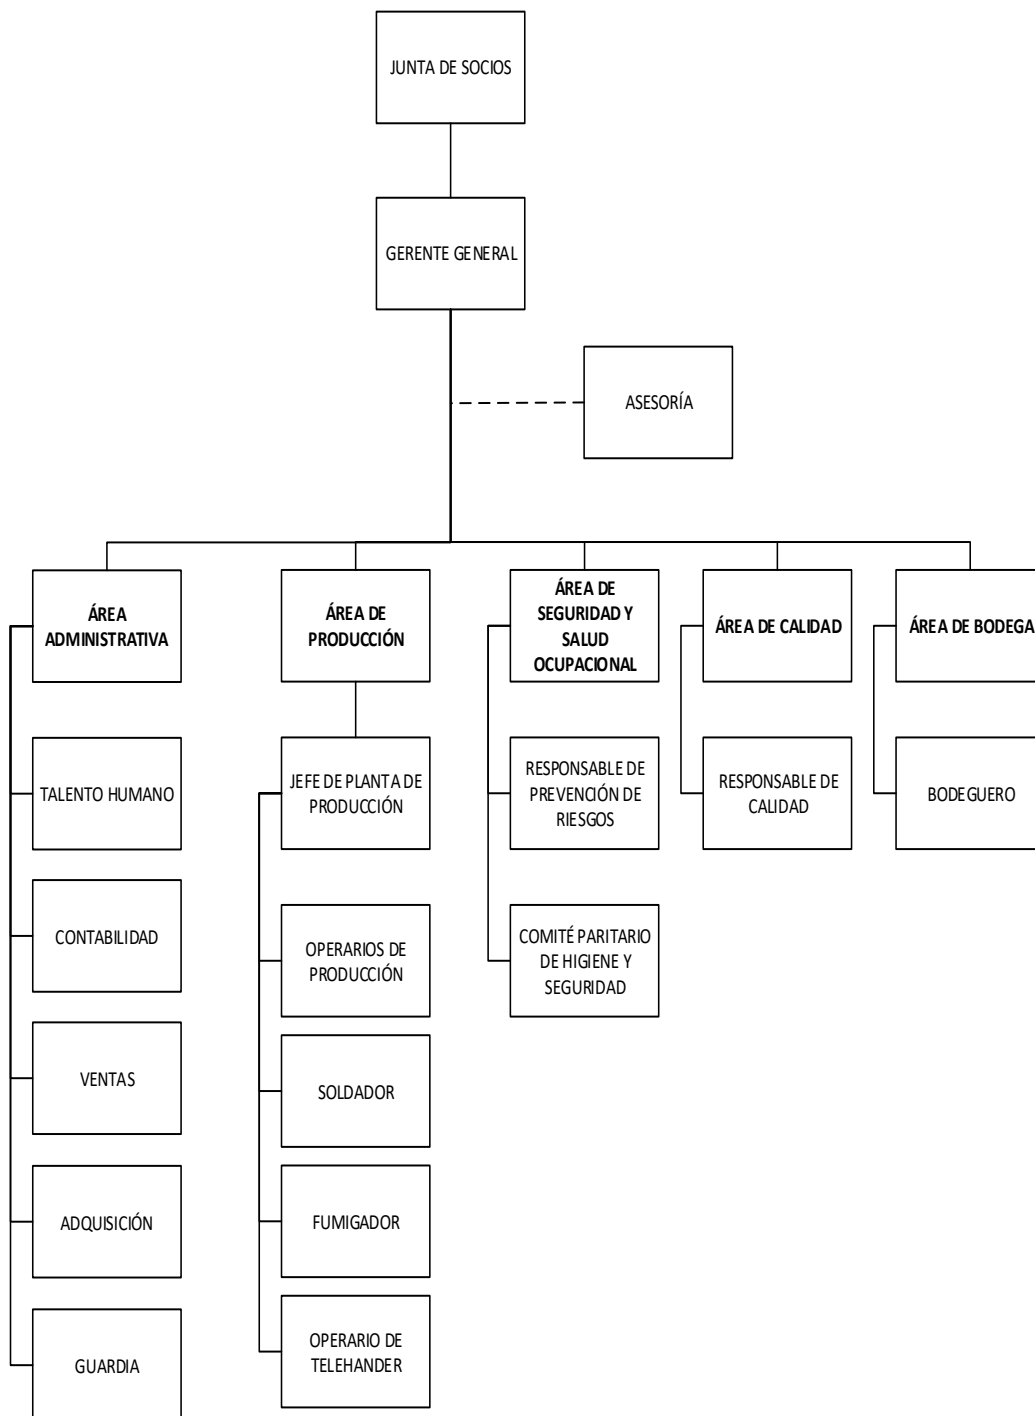 JUNTA DE SOCIOS
GERENTE GENERAL
ASESORÍA
ÁREA
ADMINISTRATIVA
ÁREA DE
PRODUCCIÓN
ÁREA DE
SEGURIDAD Y
SALUD
OCUPACIONAL
ÁREA DE CALIDAD
ÁREA DE BODEGA
TALENTO HUMANO
JEFE DE PLANTA DE
PRODUCCIÓN
RESPONSABLE DE
PREVENCIÓN DE
RIESGOS
RESPONSABLE DE
CALIDAD
BODEGUERO
CONTABILIDAD
OPERARIOS DE
PRODUCCIÓN
COMITÉ PARITARIO
DE HIGIENE Y
SEGURIDAD
VENTAS
SOLDADOR
ADQUISICIÓN
FUMIGADOR
GUARDIA
OPERARIO DE
TELEHANDER